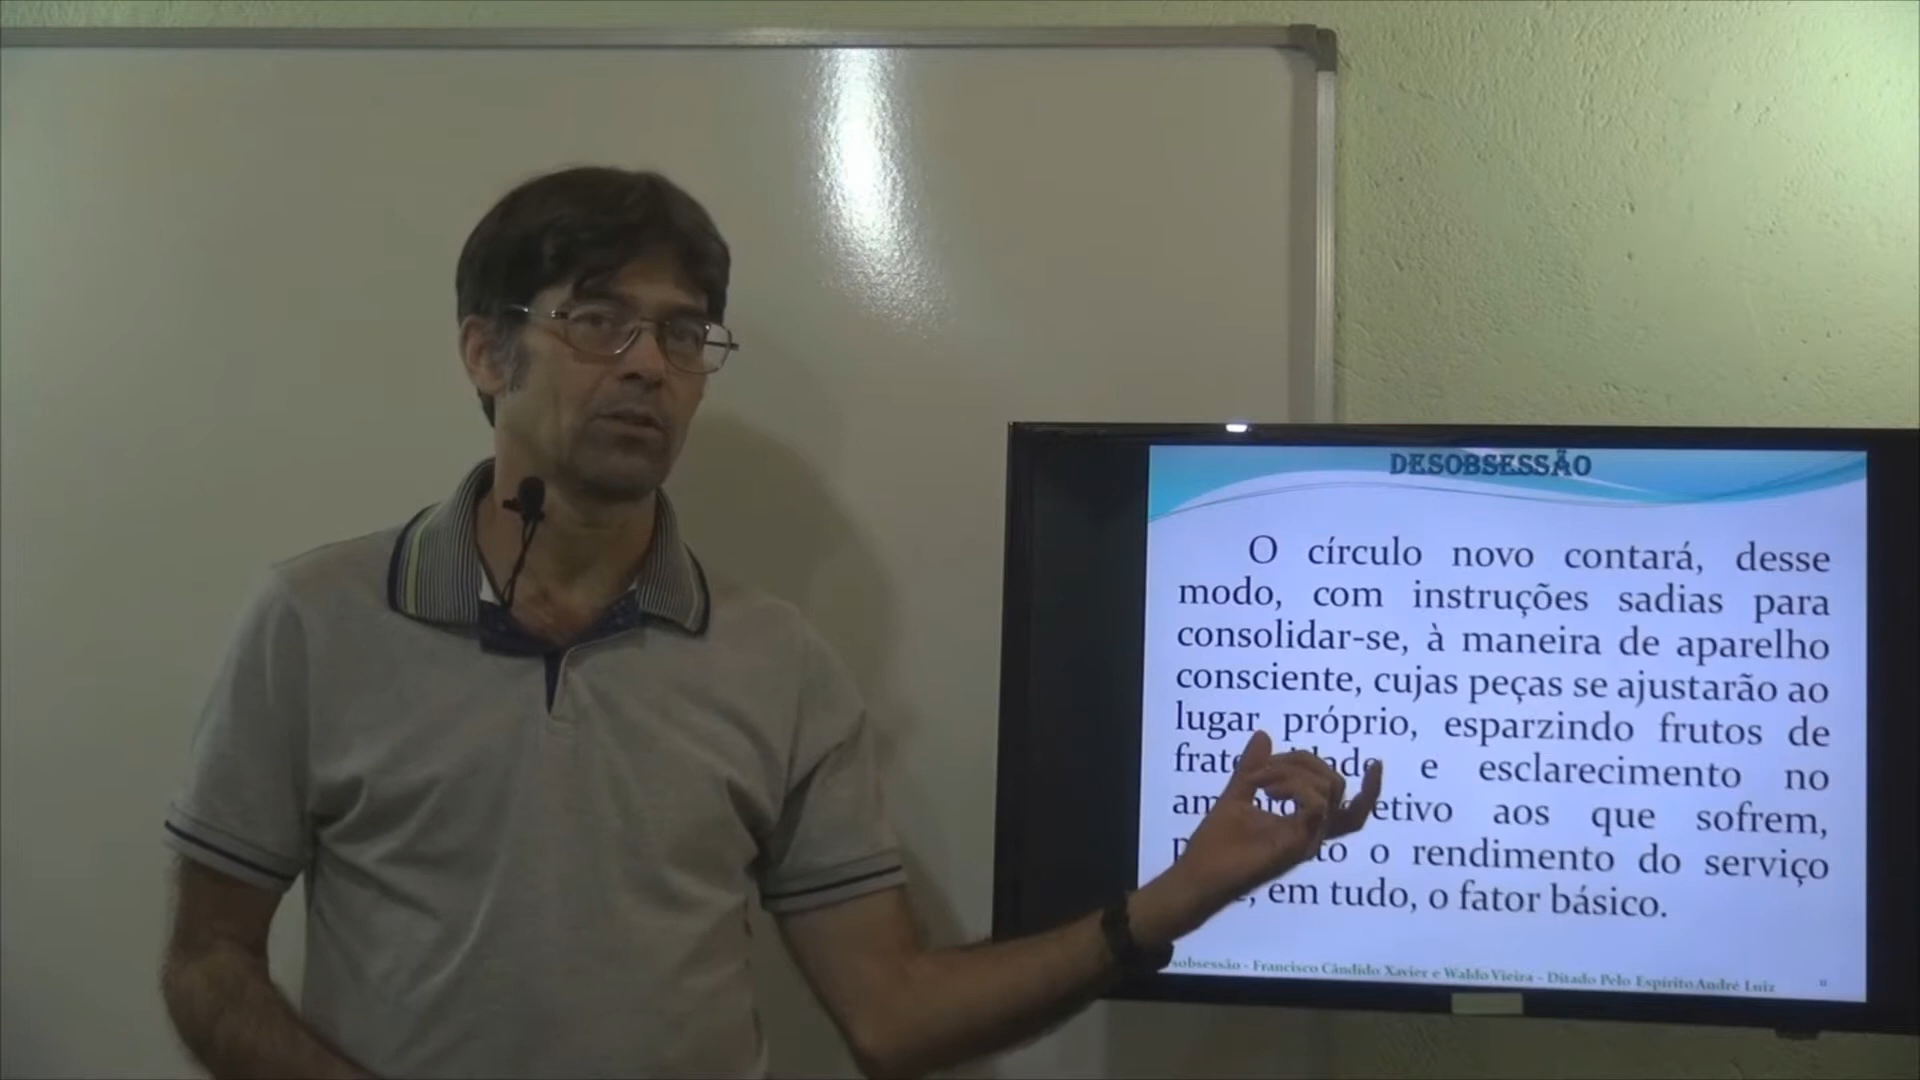 DESOBSESSÃO
O círculo novo contará, desse
modo, com instruções sadias para
consolidar-se, à maneira de aparelho
consciente, cujas peças se ajustarão ao
lugar próprio, esparzindo frutos de
e esclarecimento no
aos que sofrem,
o rendimento do serviço
em tudo, o fator básico.
- Francisco Cândido Xavier e Waldo Vieira - Ditado Pelo Espírito André Luiz